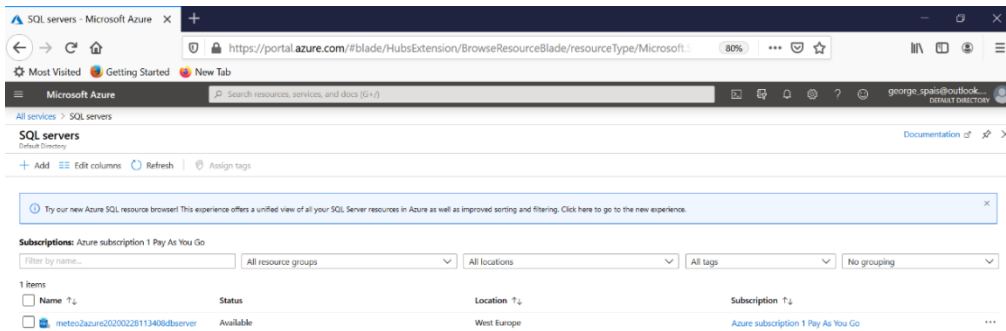 SQL servers - Microsoft Azure
https://portal.azure.com/#blade/HubsExtension/BrowseResourceBlade/resourceType/Microsoft.
80%
Most Visited Getting Started New Tab
Microsoft Azure Search resources, services, and docs (G+/) george_spais@outlook....
DEFAULT DIRECTORY
All services > SQL servers
SQL servers Documentation
Default Directory
+ Add Edit columns Refresh Assign tags
Try our new Azure SQL resource browser! This experience offers a unified view of all your SQL Server resources in Azure as well as improved sorting and filtering. Click here to go to the new experience.
Subscriptions: Azure subscription 1 Pay As You Go
Filter by name... All resource groups All locations All tags No grouping
1 items
Name Status Location Subscription
meteo2azure20200228113408dbserver Available West Europe Azure subscription 1 Pay As You Go